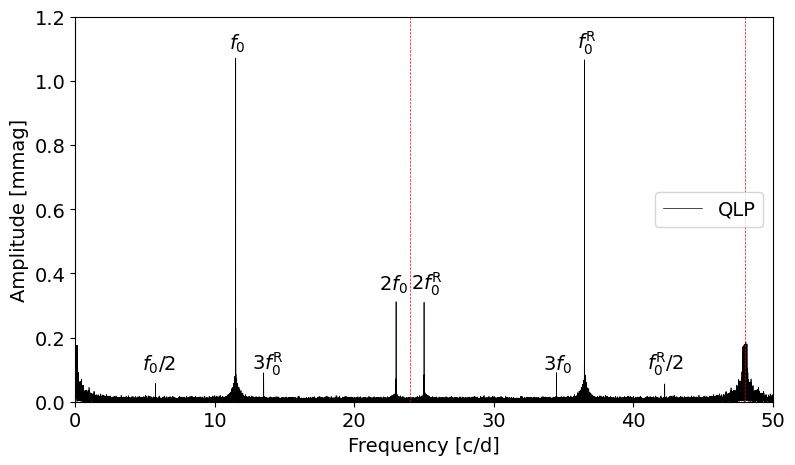 1.2
1.0
0.8
0.6
0.4
0.2
0.0
Amplitude [mmag]
f₀
f₀ᴿ
QLP
2f₀ 2f₀ᴿ
f₀/2 3f₀ᴿ 3f₀ f₀ᴿ/2
0 10 20 30 40 50
Frequency [c/d]